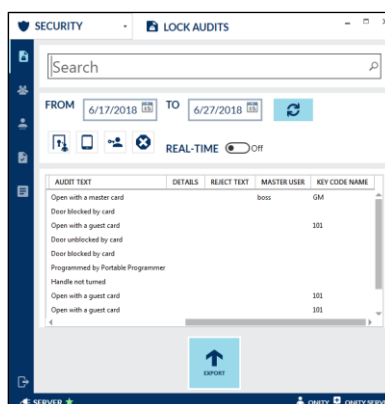 SECURITY
LOCK AUDITS
Search
FROM 6/17/2018 TO 6/27/2018
REAL-TIME Off
AUDIT TEXT DETAILS REJECT TEXT MASTER USER KEY CODE NAME
Open with a master card boss GM
Door blocked by card
Open with a guest card 101
Door unblocked by card
Door blocked by card
Programmed by Portable Programmer
Handle not turned
Open with a guest card 101
Open with a guest card 101
EXPORT
SERVER ONITY ONITY SERV